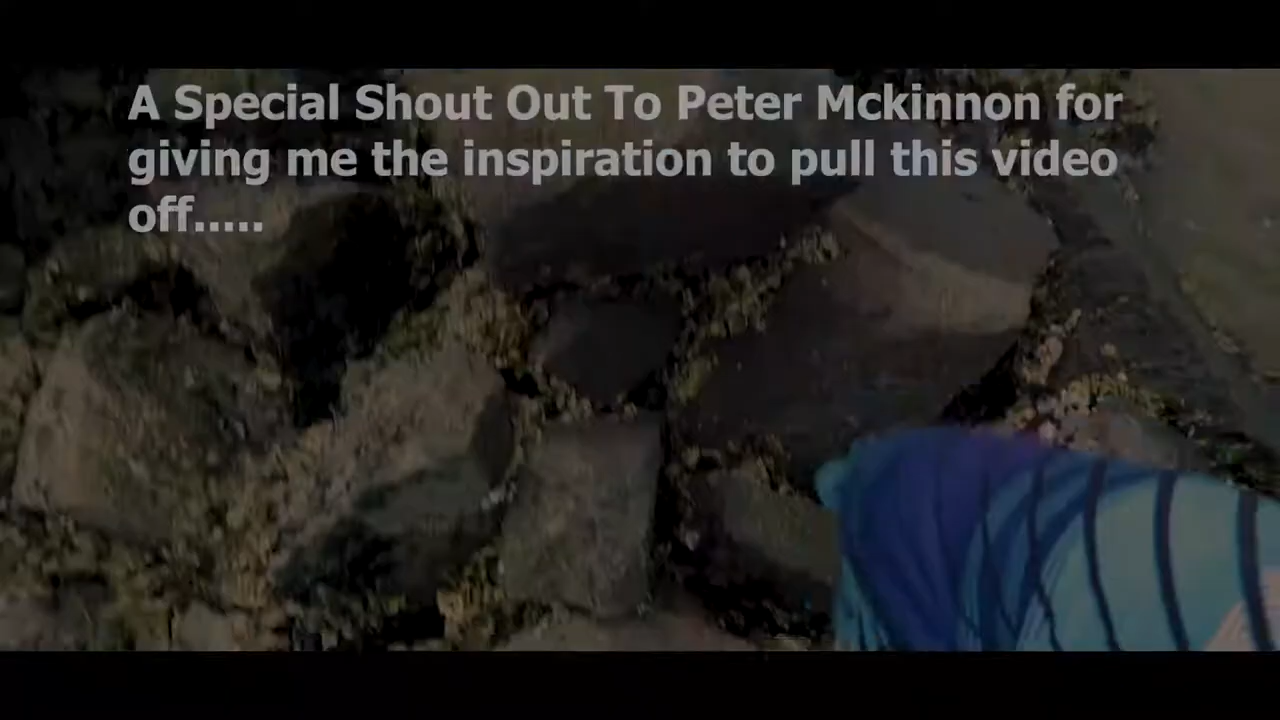 A Special Shout Out To Peter Mckinnon for
giving me the inspiration to pull this video
off.....